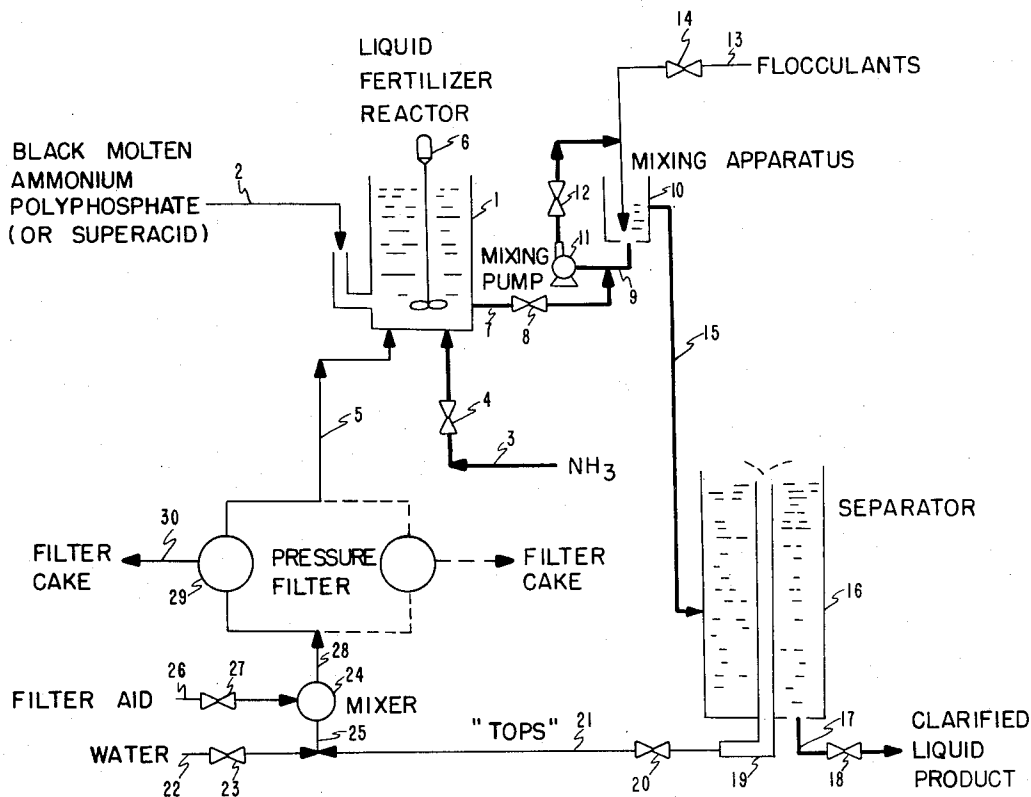 14
13
FLOCCULANTS
LIQUID
FERTILIZER
REACTOR
6
BLACK MOLTEN
AMMONIUM
POLYPHOSPHATE
(OR SUPERACID)
2
1
MIXING APPARATUS
10
12
11
MIXING
PUMP
9
7
8
15
5
4
3
NH3
SEPARATOR
16
30
FILTER
CAKE
29
PRESSURE
FILTER
FILTER
CAKE
28
26
27
24
FILTER AID
MIXER
25
"TOPS"
21
WATER
22
23
20
19
17
18
CLARIFIED
LIQUID
PRODUCT